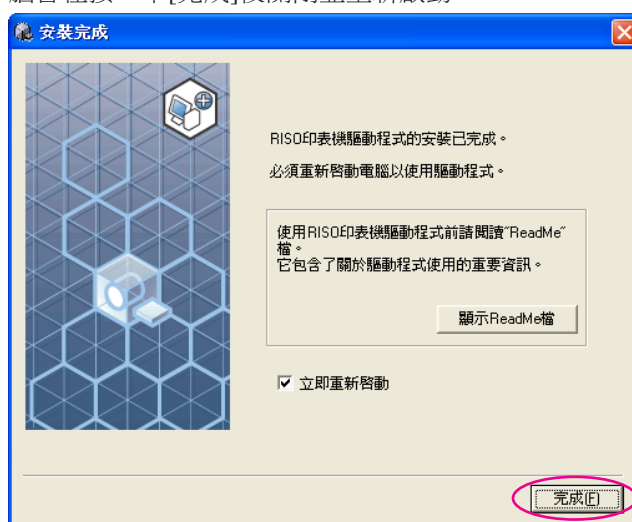 安裝完成
RISO印表機驅動程式的安裝已完成。
必須重新啓動電腦以使用驅動程式。
使用RISO印表機驅動程式前請閱讀“ReadMe”
檔。
它包含了關於驅動程式使用的重要資訊。
顯示ReadMe檔
立即重新啓動
完成(F)